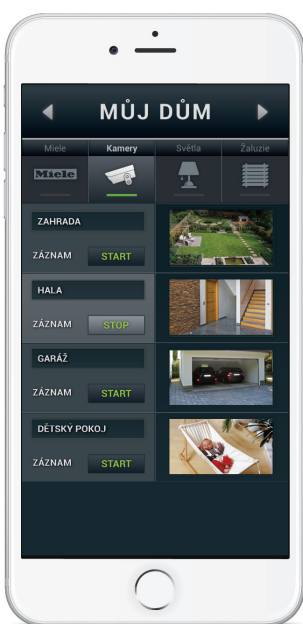 MŮJ DŮM
Miele Kamery Světla Žaluzie
Miele
ZAHRADA
ZÁZNAM START
HALA
ZÁZNAM STOP
GARÁŽ
ZÁZNAM START
DĚTSKÝ POKOJ
ZÁZNAM START